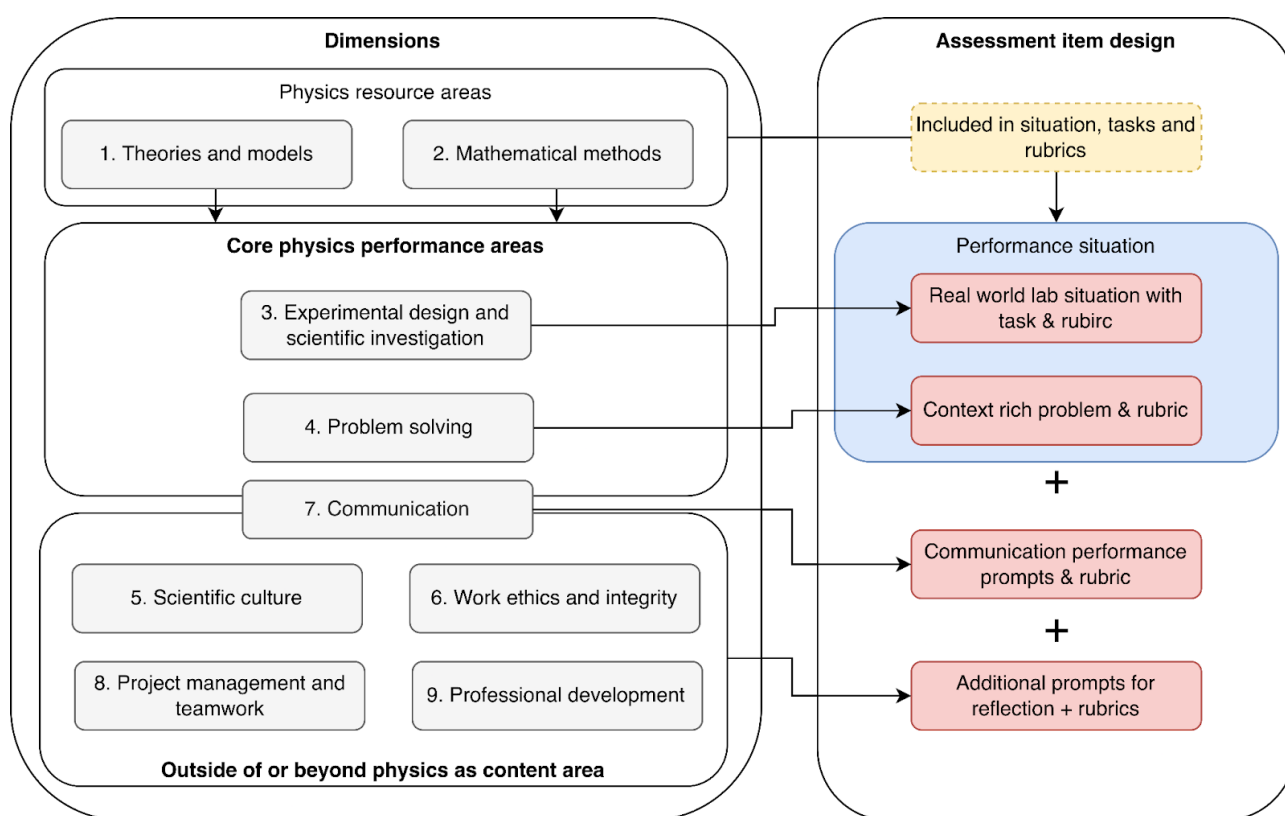 Dimensions
Physics resource areas
1. Theories and models
2. Mathematical methods
Core physics performance areas
3. Experimental design and
scientific investigation
4. Problem solving
7. Communication
5. Scientific culture
6. Work ethics and integrity
8. Project management and
teamwork
9. Professional development
Outside of or beyond physics as content area
Assessment item design
Included in situation, tasks and
rubrics
Performance situation
Real world lab situation with
task & rubirc
Context rich problem & rubric
+
Communication performance
prompts & rubric
+
Additional prompts for
reflection + rubrics